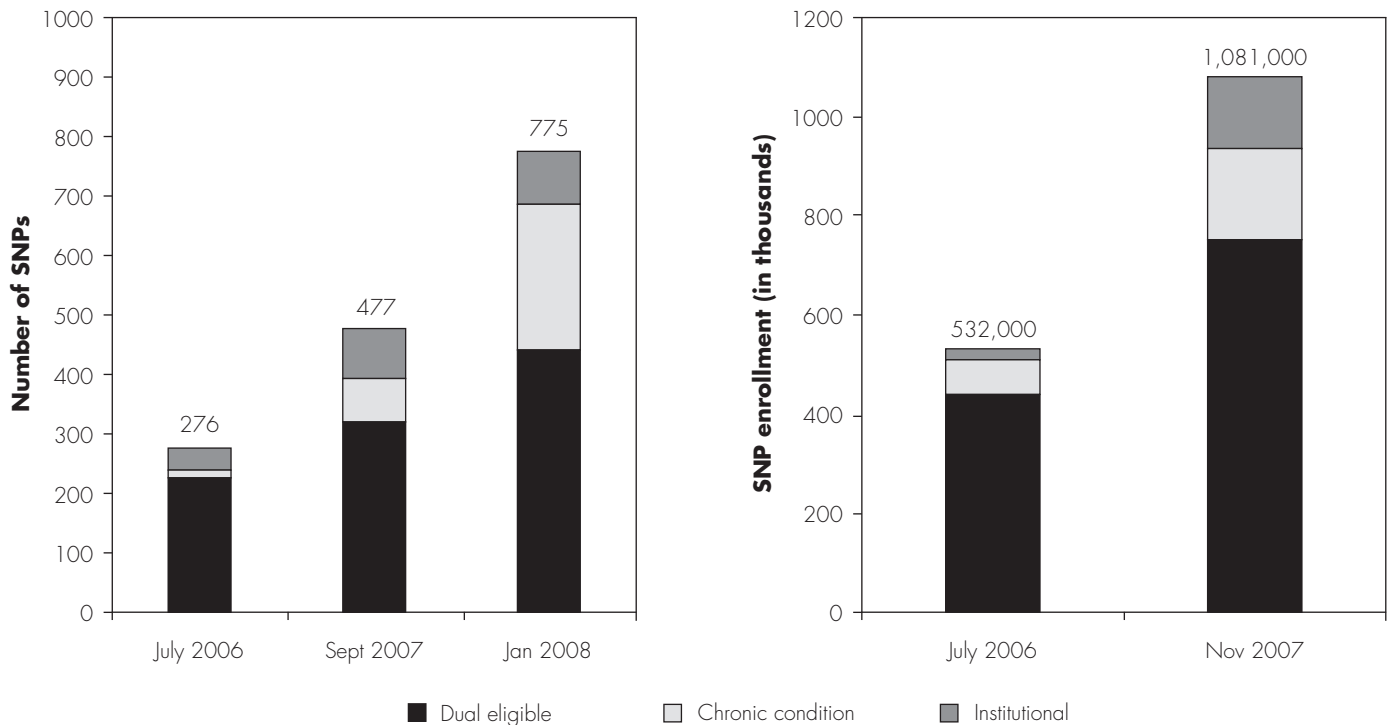 Number of SNPs
1000
900
800
700
600
500
400
300
200
100
0
276
477
775
July 2006
Sept 2007
Jan 2008
SNP enrollment (in thousands)
1200
1000
800
600
400
200
0
532,000
1,081,000
July 2006
Nov 2007
Dual eligible
Chronic condition
Institutional